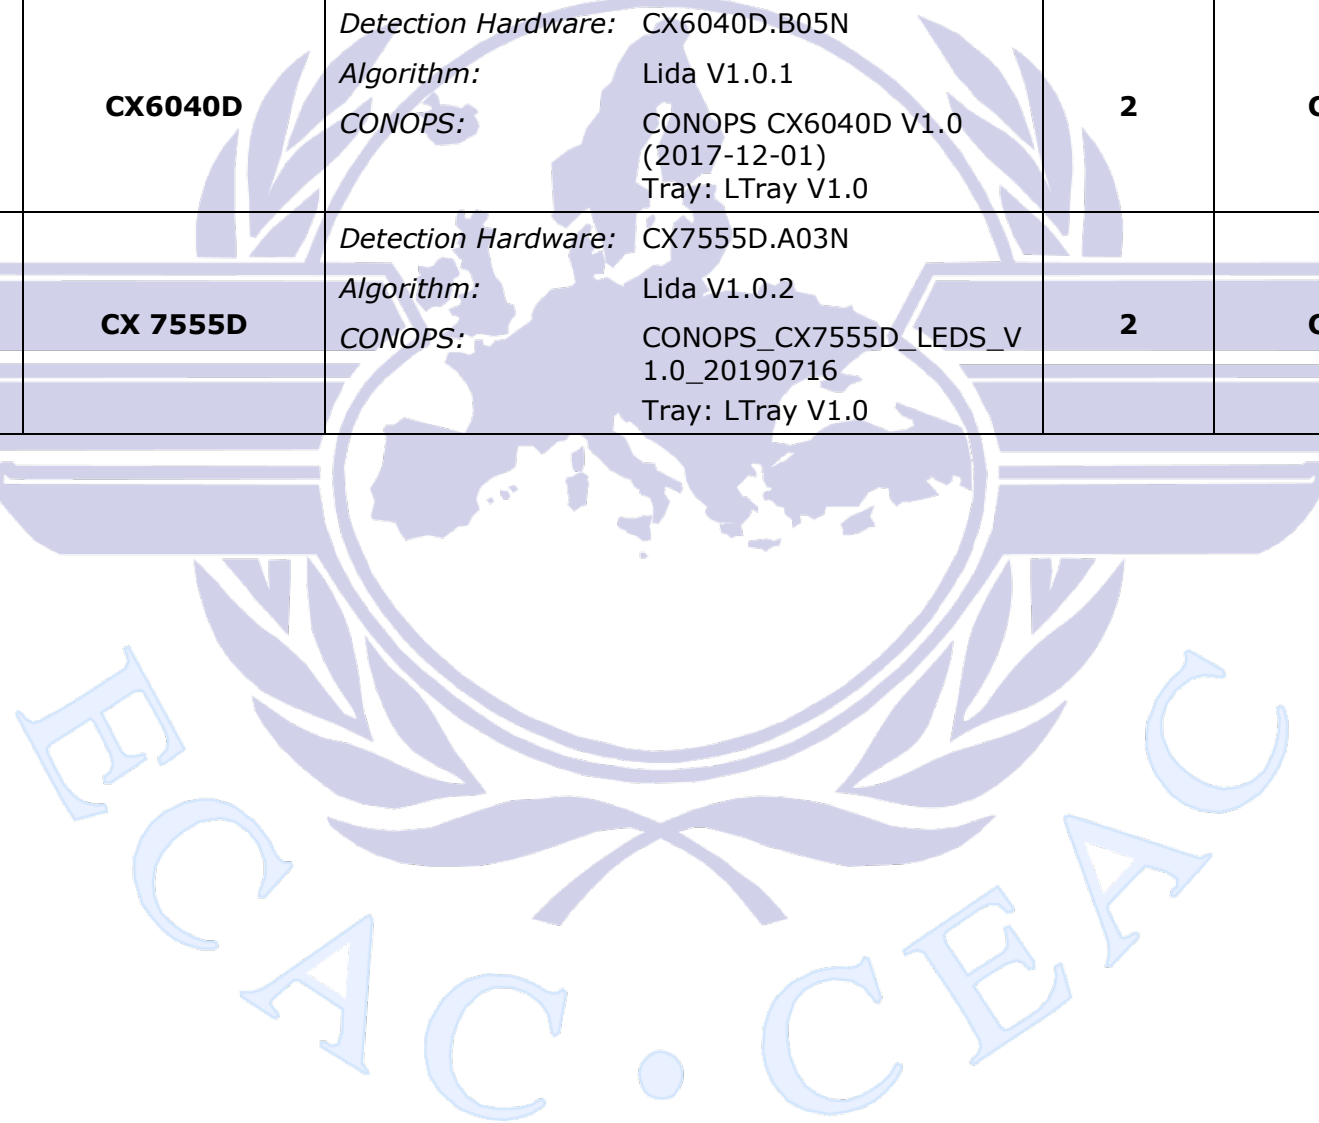 Detection Hardware: CX6040D.B05N
Algorithm: Lida V1.0.1
CX6040D
CONOPS: CONOPS CX6040D V1.0
(2017-12-01)
Tray: LTray V1.0
2
Detection Hardware: CX7555D.A03N
Algorithm: Lida V1.0.2
CX 7555D
CONOPS: CONOPS_CX7555D_LEDS_V
1.0_20190716
Tray: LTray V1.0
2
ECAC • CEAC